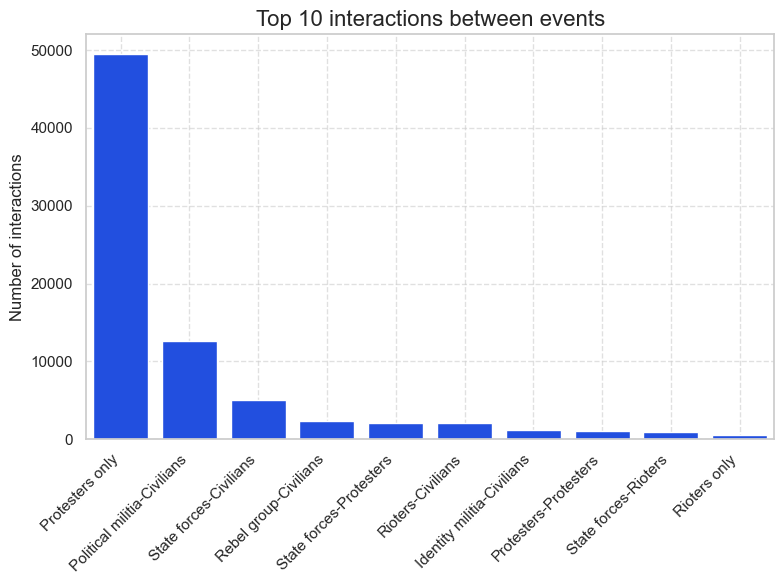 Top 10 interactions between events
Number of interactions
50000
40000
30000
20000
10000
0
Protesters only
Political militia-Civilians
State forces-Civilians
Rebel group-Civilians
State forces-Protesters
Rioters-Civilians
Identity militia-Civilians
Protesters-Protesters
State forces-Rioters
Rioters only